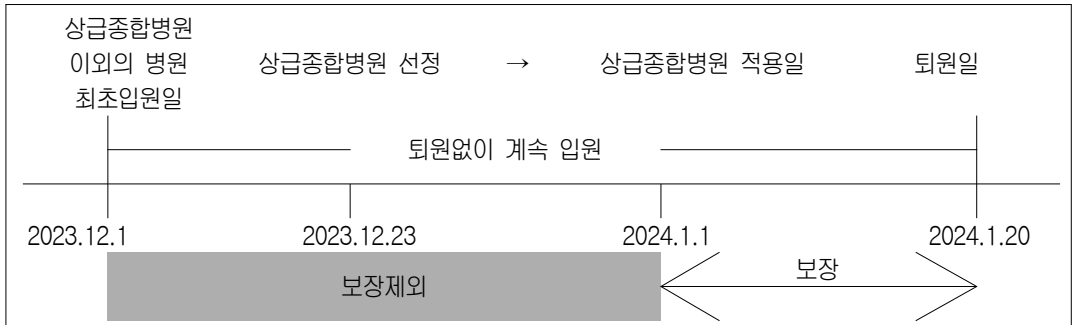 상급종합병원
이외의 병원
최초입원일
상급종합병원 선정 → 상급종합병원 적용일 퇴원일
퇴원없이 계속 입원
2023.12.1 2023.12.23 2024.1.1 2024.1.20
보장제외 보장